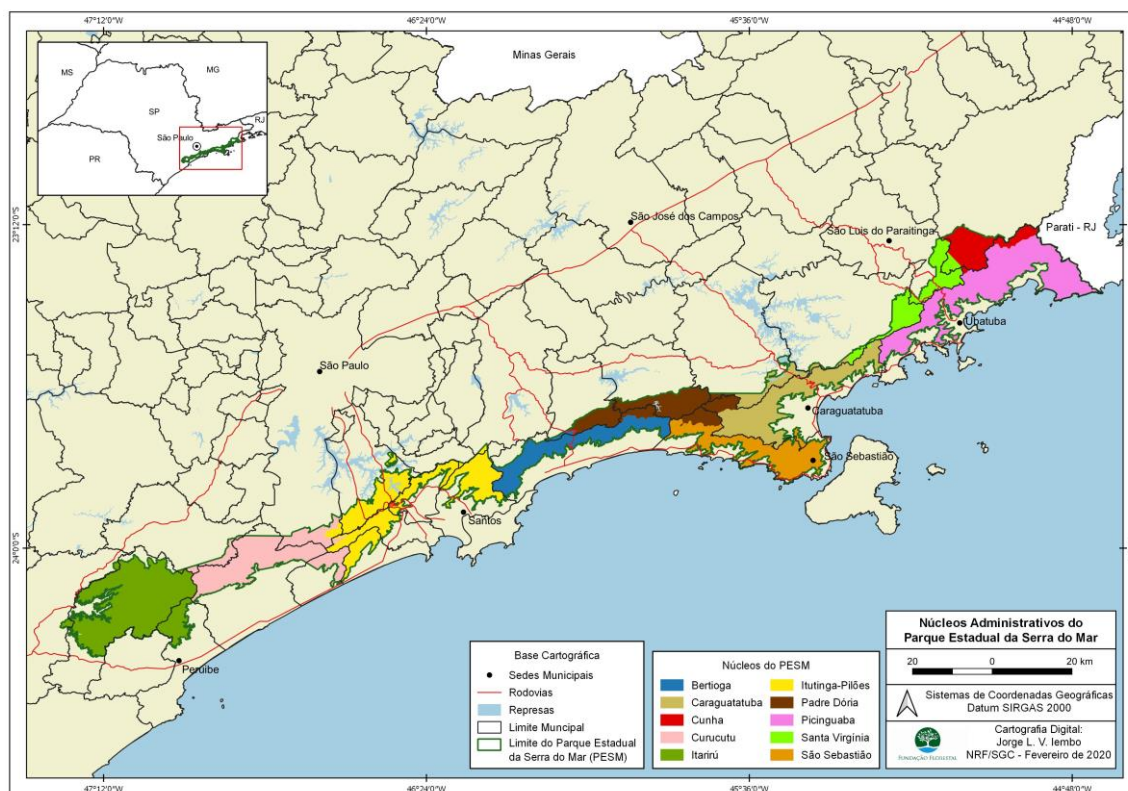 47°12'0"W
46°24'0"W
45°36'0"W
44°48'0"W
Minas Gerais
MS
MG
SP
RJ
São Paulo
PR
23°12'0"S
São José dos Campos
São Luis do Paraitinga
Parati - RJ
Ubatuba
São Paulo
Caraguatatuba
São Sebastião
Santos
24°0'0"S
Peruíbe
Base Cartográfica
Sedes Municipais
Rodovias
Represas
Limite Muncipal
Limite do Parque Estadual
da Serra do Mar (PESM)
Núcleos do PESM
Bertioga
Caraguatatuba
Cunha
Curucutu
Itarirú
Itutinga-Pilões
Padre Dória
Picinguaba
Santa Virgínia
São Sebastião
Núcleos Administrativos do
Parque Estadual da Serra do Mar
20 0 20 km
Sistemas de Coordenadas Geográficas
Datum SIRGAS 2000
FUNDAÇÃO FLORESTAL
Cartografia Digital:
Jorge L. V. Iembo
NRF/SGC - Fevereiro de 2020
47°12'0"W
46°24'0"W
45°36'0"W
44°48'0"W